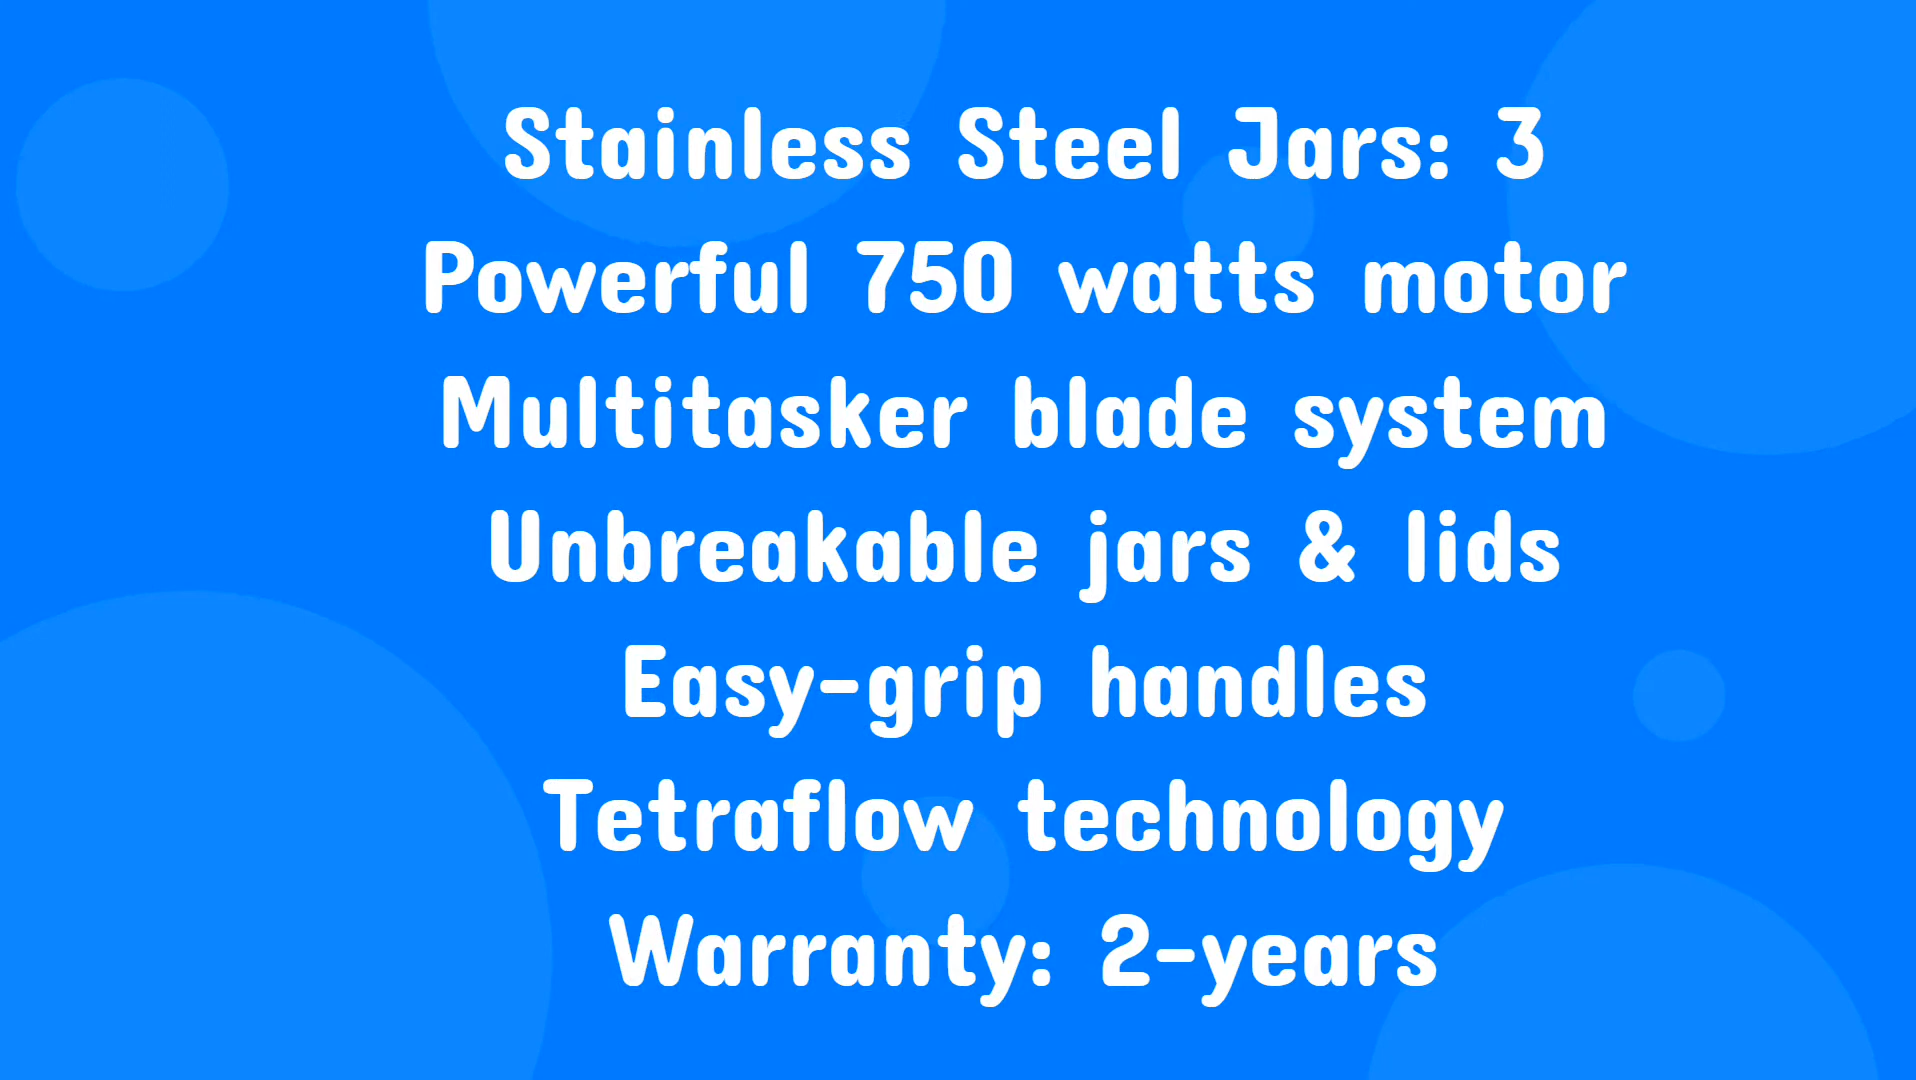 Stainless Steel Jars: 3
Powerful 750 watts motor
Multitasker blade system
Unbreakable jars & lids
Easy-grip handles
Tetraflow technology
Warranty: 2-years